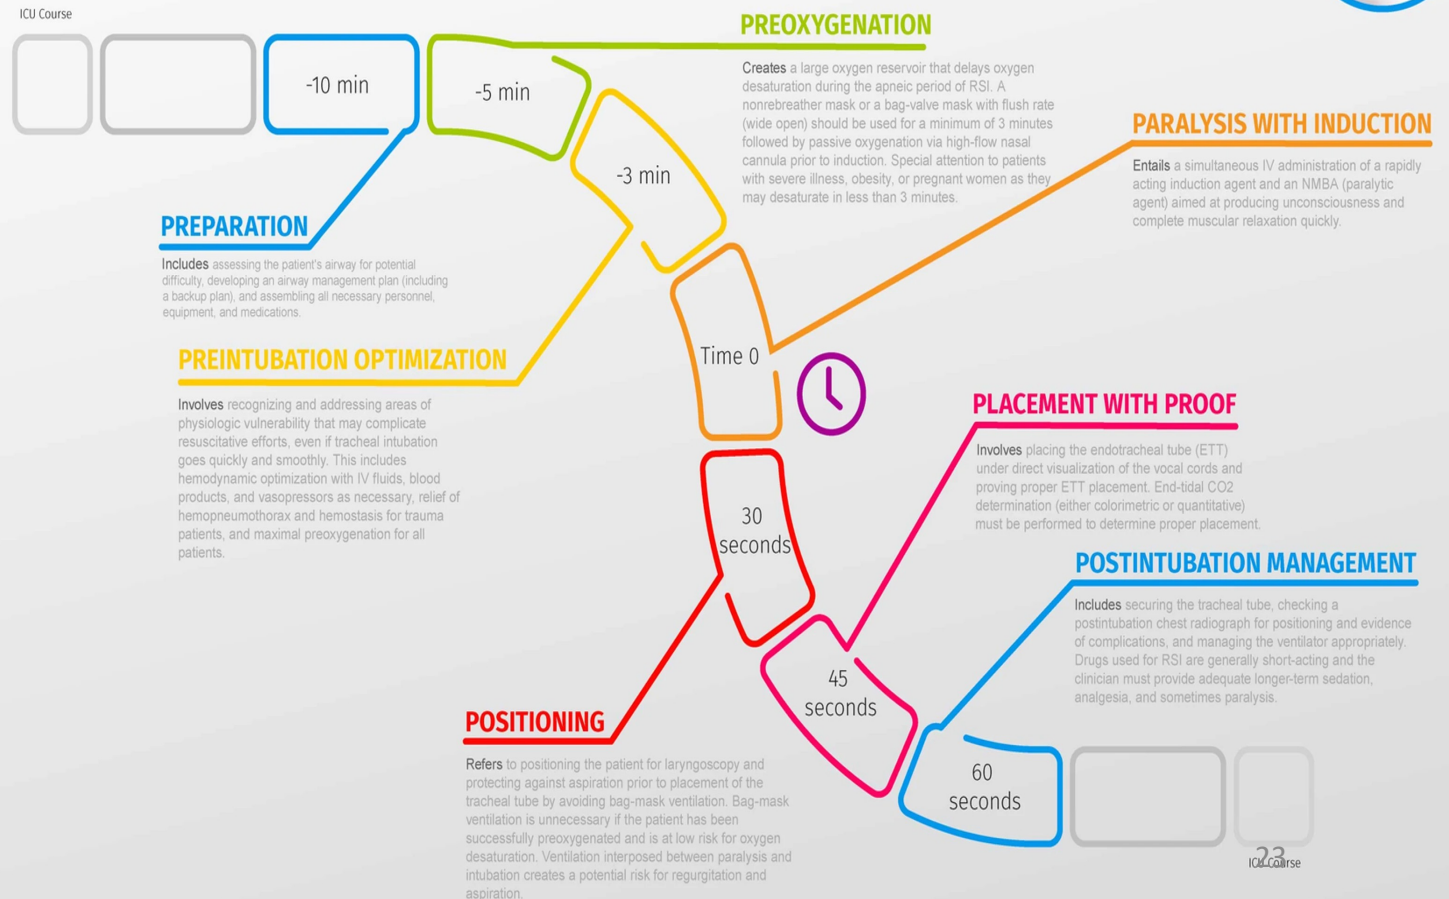 ICU Course
-10 min
-5 min
-3 min
Time 0
30
seconds
45
seconds
60
seconds
PREOXYGENATION
Creates a large oxygen reservoir that delays oxygen
desaturation during the apneic period of RSI. A
nonrebreather mask or a bag-valve mask with flush rate
(wide open) should be used for a minimum of 3 minutes
followed by passive oxygenation via high-flow nasal
cannula prior to induction. Special attention to patients
with severe illness, obesity, or pregnant women as they
may desaturate in less than 3 minutes.
PARALYSIS WITH INDUCTION
Entails a simultaneous IV administration of a rapidly
acting induction agent and an NMBA (paralytic
agent) aimed at producing unconsciousness and
complete muscular relaxation quickly.
PREPARATION
Includes assessing the patient's airway for potential
difficulty, developing an airway management plan (including
a backup plan), and assembling all necessary personnel,
equipment, and medications.
PREINTUBATION OPTIMIZATION
Involves recognizing and addressing areas of
physiologic vulnerability that may complicate
resuscitative efforts, even if tracheal intubation
goes quickly and smoothly. This includes
hemodynamic optimization with IV fluids, blood
products, and vasopressors as necessary, relief of
hemopneumothorax and hemostasis for trauma
patients, and maximal preoxygenation for all
patients.
PLACEMENT WITH PROOF
Involves placing the endotracheal tube (ETT)
under direct visualization of the vocal cords and
proving proper ETT placement. End-tidal CO2
determination (either colorimetric or quantitative)
must be performed to determine proper placement.
POSTINTUBATION MANAGEMENT
Includes securing the tracheal tube, checking a
postintubation chest radiograph for positioning and evidence
of complications, and managing the ventilator appropriately.
Drugs used for RSI are generally short-acting and the
clinician must provide adequate longer-term sedation,
analgesia, and sometimes paralysis.
POSITIONING
Refers to positioning the patient for laryngoscopy and
protecting against aspiration prior to placement of the
tracheal tube by avoiding bag-mask ventilation. Bag-mask
ventilation is unnecessary if the patient has been
successfully preoxygenated and is at low risk for oxygen
desaturation. Ventilation interposed between paralysis and
intubation creates a potential risk for regurgitation and
aspiration.
23
ICU Course